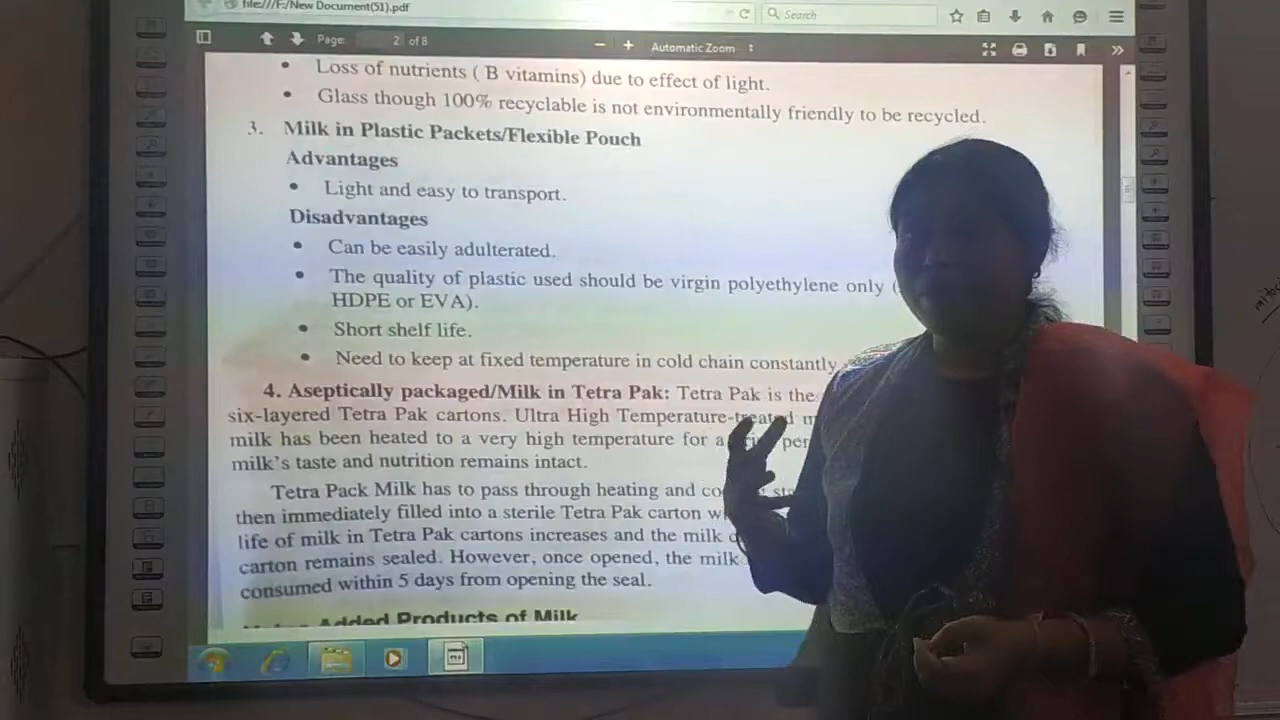 file:///F:/New Document(51).pdf
Search
Page: 2 of 8
Automatic Zoom
• Loss of nutrients ( B vitamins) due to effect of light.
• Glass though 100% recyclable is not environmentally friendly to be recycled.
3. Milk in Plastic Packets/Flexible Pouch
Advantages
• Light and easy to transport.
Disadvantages
• Can be easily adulterated.
• The quality of plastic used should be virgin polyethylene only (
HDPE or EVA).
• Short shelf life.
• Need to keep at fixed temperature in cold chain constantly
4. Aseptically packaged/Milk in Tetra Pak: Tetra Pak is the
six-layered Tetra Pak cartons. Ultra High Temperature-treated
milk has been heated to a very high temperature for a
milk's taste and nutrition remains intact.
Tetra Pack Milk has to pass through heating and
then immediately filled into a sterile Tetra Pak carton
life of milk in Tetra Pak cartons increases and the milk
carton remains sealed. However, once opened, the milk
consumed within 5 days from opening the seal.
Added Products of Milk